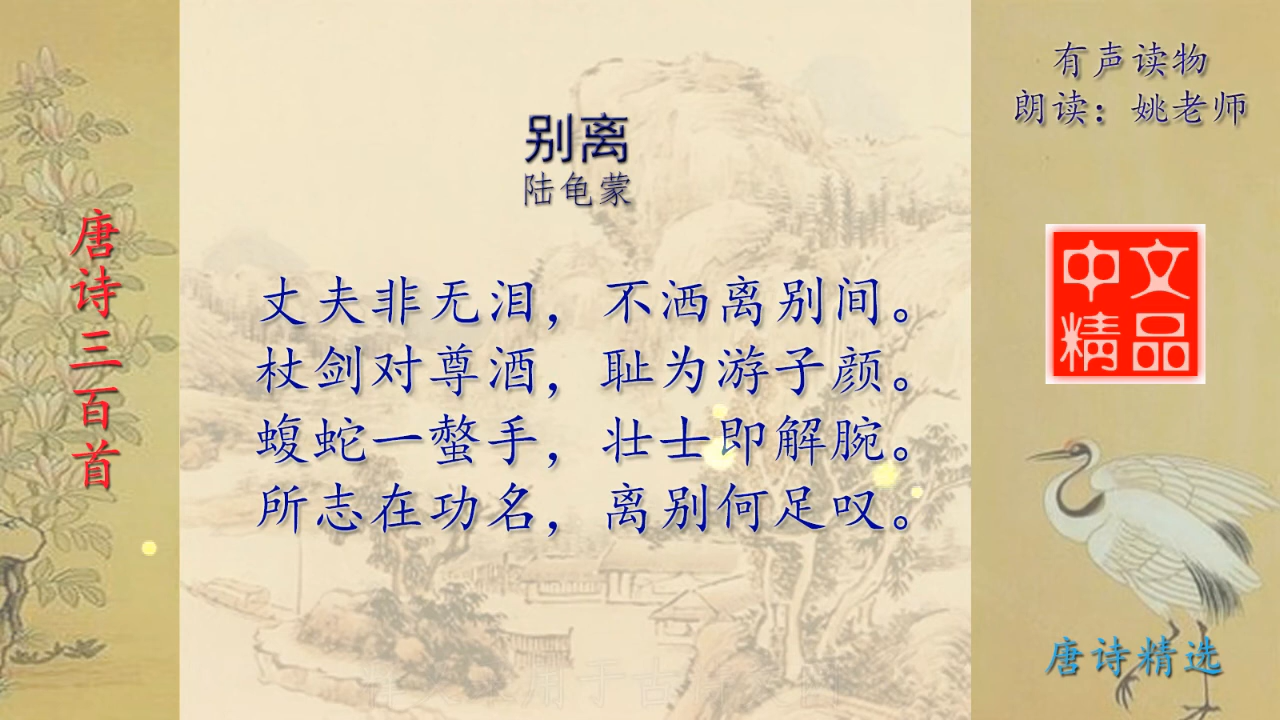 别离
陆龟蒙
丈夫非无泪，不洒离别间。
杖剑对尊酒，耻为游子颜。
蝮蛇一螫手，壮士即解腕。
所志在功名，离别何足叹。
唐诗三百首
有声读物
朗读：姚老师
中文
精品
唐诗精选